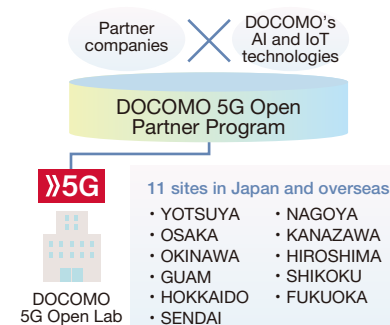 Partner
companies
DOCOMO's
AI and IoT
technologies
DOCOMO 5G Open
Partner Program
》5G
DOCOMO
5G Open Lab
11 sites in Japan and overseas
・YOTSUYA
・OSAKA
・OKINAWA
・GUAM
・HOKKAIDO
・SENDAI
・NAGOYA
・KANAZAWA
・HIROSHIMA
・SHIKOKU
・FUKUOKA